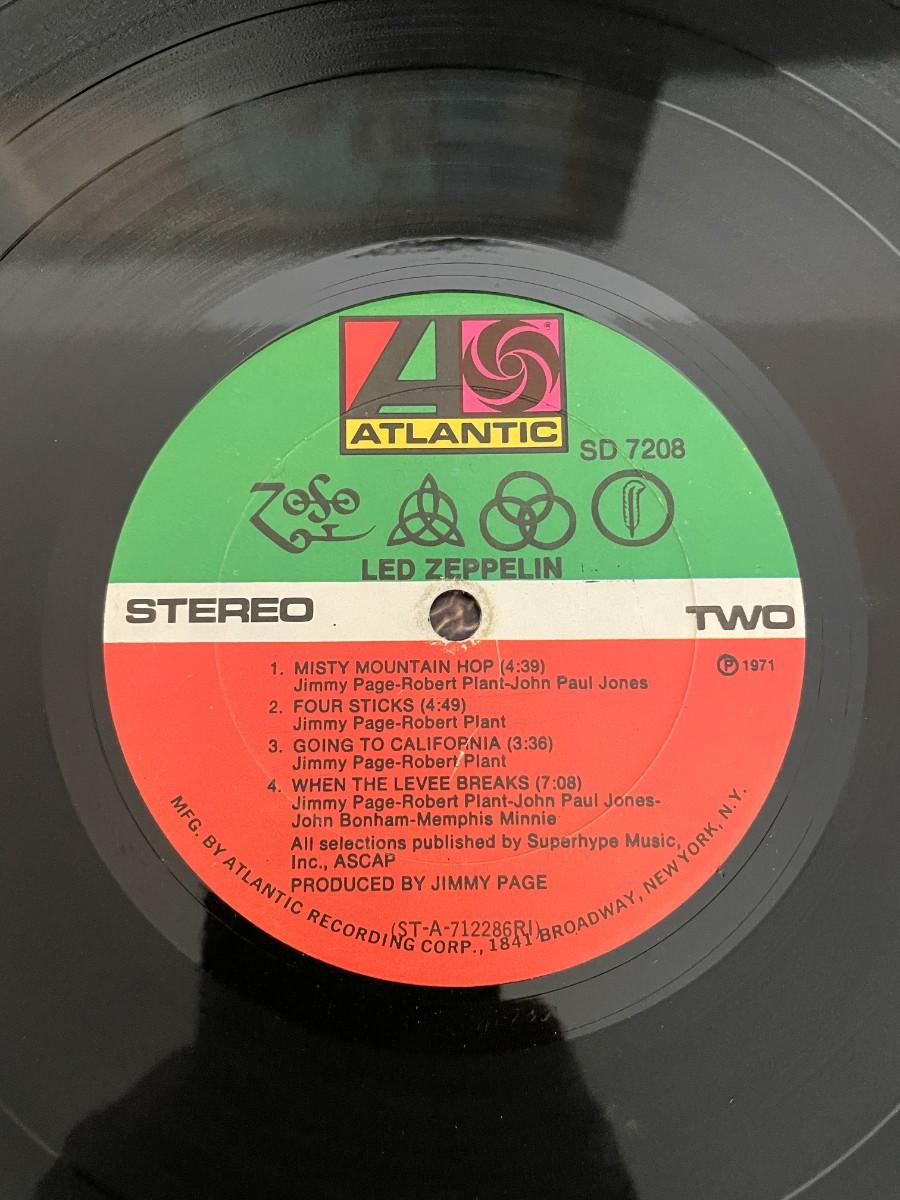 ATLANTIC
SD 7208
ZoSo
LED ZEPPELIN
STEREO
TWO
1. MISTY MOUNTAIN HOP (4:39)
Ⓟ 1971
Jimmy Page-Robert Plant-John Paul Jones
2. FOUR STICKS (4:49)
Jimmy Page-Robert Plant
3. GOING TO CALIFORNIA (3:36)
Jimmy Page-Robert Plant
4. WHEN THE LEVEE BREAKS (7:08)
Jimmy Page-Robert Plant-John Paul Jones-
John Bonham-Memphis Minnie
All selections published by Superhype Music,
Inc., ASCAP
PRODUCED BY JIMMY PAGE
(ST-A-712286RI)
MFG. BY ATLANTIC RECORDING CORP., 1841 BROADWAY, NEW YORK, N.Y.